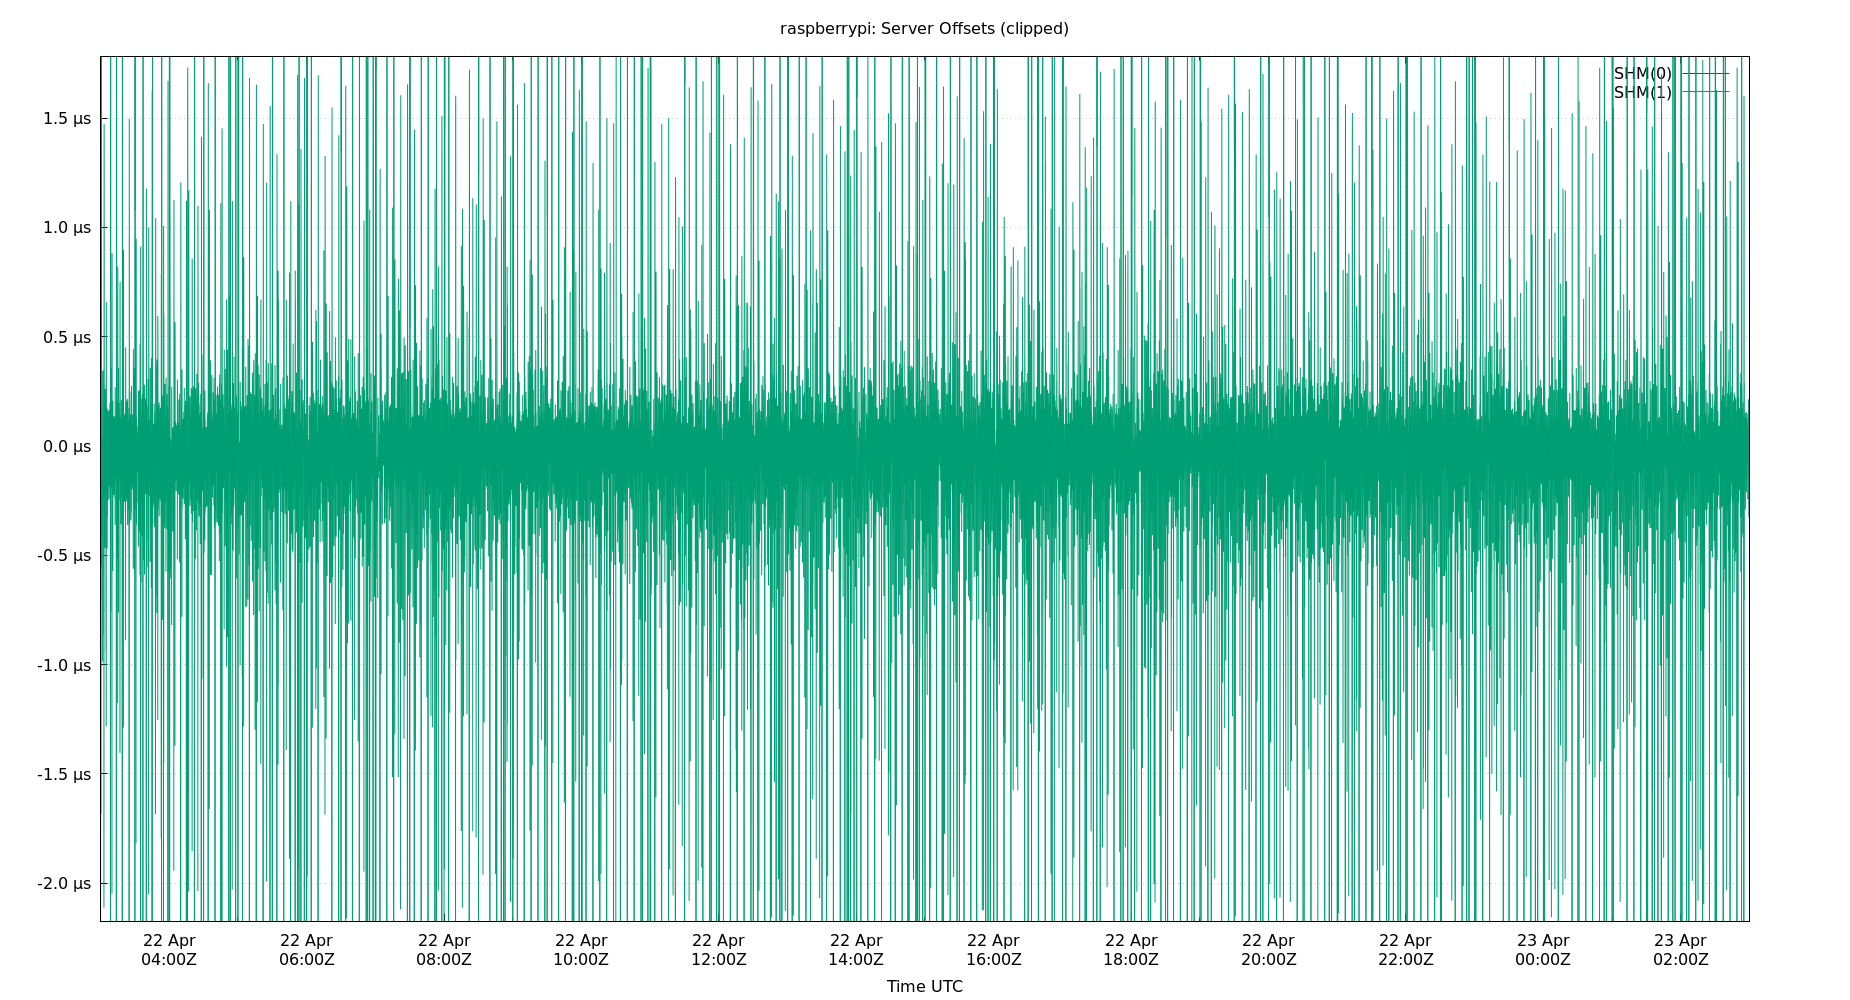 raspberrypi: Server Offsets (clipped)
SHM(0)
SHM(1)
1.5 µs
1.0 µs
0.5 µs
0.0 µs
-0.5 µs
-1.0 µs
-1.5 µs
-2.0 µs
22 Apr 22 Apr 22 Apr 22 Apr 22 Apr 22 Apr 22 Apr 22 Apr 22 Apr 22 Apr 23 Apr 23 Apr
04:00Z 06:00Z 08:00Z 10:00Z 12:00Z 14:00Z 16:00Z 18:00Z 20:00Z 22:00Z 00:00Z 02:00Z
Time UTC